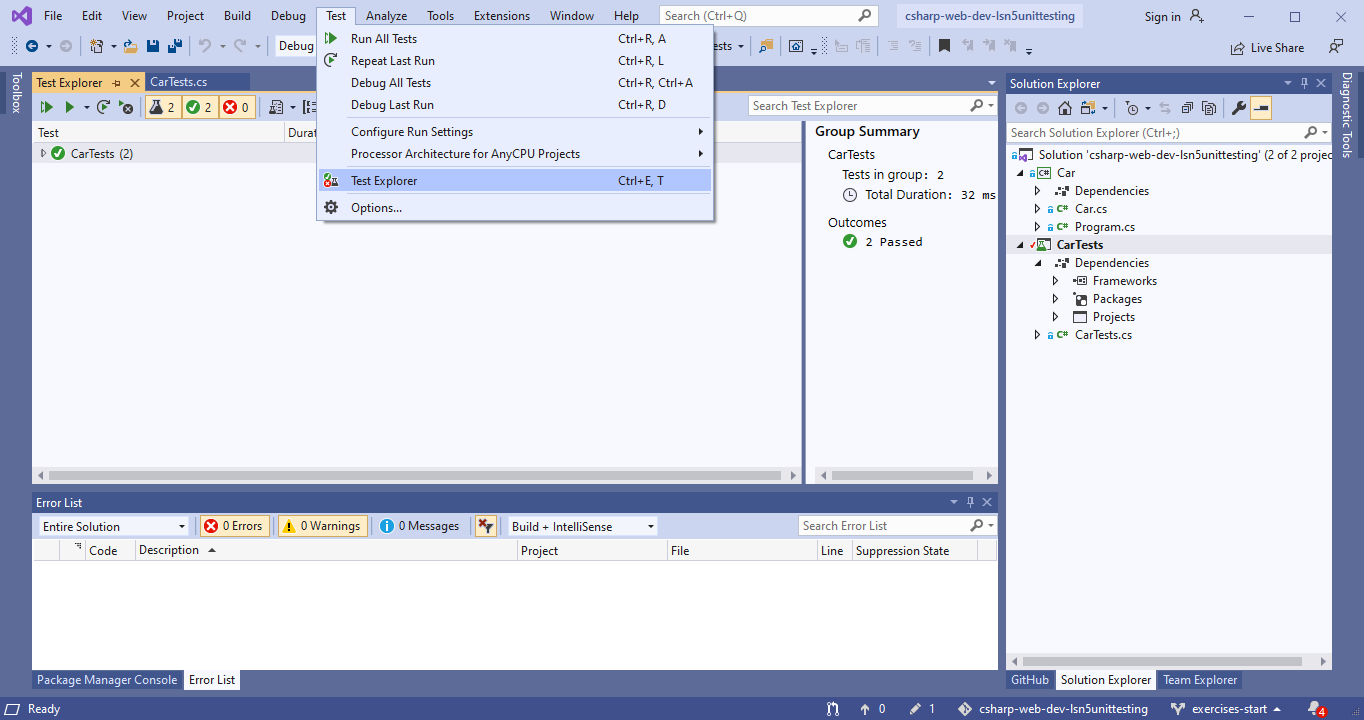 File Edit View Project Build Debug Test Analyze Tools Extensions Window Help Search (Ctrl+Q) csharp-web-dev-lsn5unittesting Sign in
Debug Live Share
Run All Tests Ctrl+R, A
Repeat Last Run Ctrl+R, L
Debug All Tests Ctrl+R, Ctrl+A
Debug Last Run Ctrl+R, D
Configure Run Settings
Processor Architecture for AnyCPU Projects
Test Explorer Ctrl+E, T
Options...
Toolbox
Test Explorer CarTests.cs
2 2 0 Search Test Explorer
Test
CarTests (2)
Group Summary
CarTests
Tests in group: 2
Total Duration: 32 ms
Outcomes
2 Passed
Solution Explorer
Search Solution Explorer (Ctrl+;)
Solution 'csharp-web-dev-lsn5unittesting' (2 of 2
Car
Dependencies
Car.cs
Program.cs
CarTests
Dependencies
Frameworks
Packages
Projects
CarTests.cs
Diagnostic Tools
Error List
Entire Solution 0 Errors 0 Warnings 0 Messages Build + IntelliSense Search Error List
Code Description Project File Line Suppression State
Package Manager Console Error List
GitHub Solution Explorer Team Explorer
Ready 0 1 csharp-web-dev-lsn5unittesting exercises-start 4